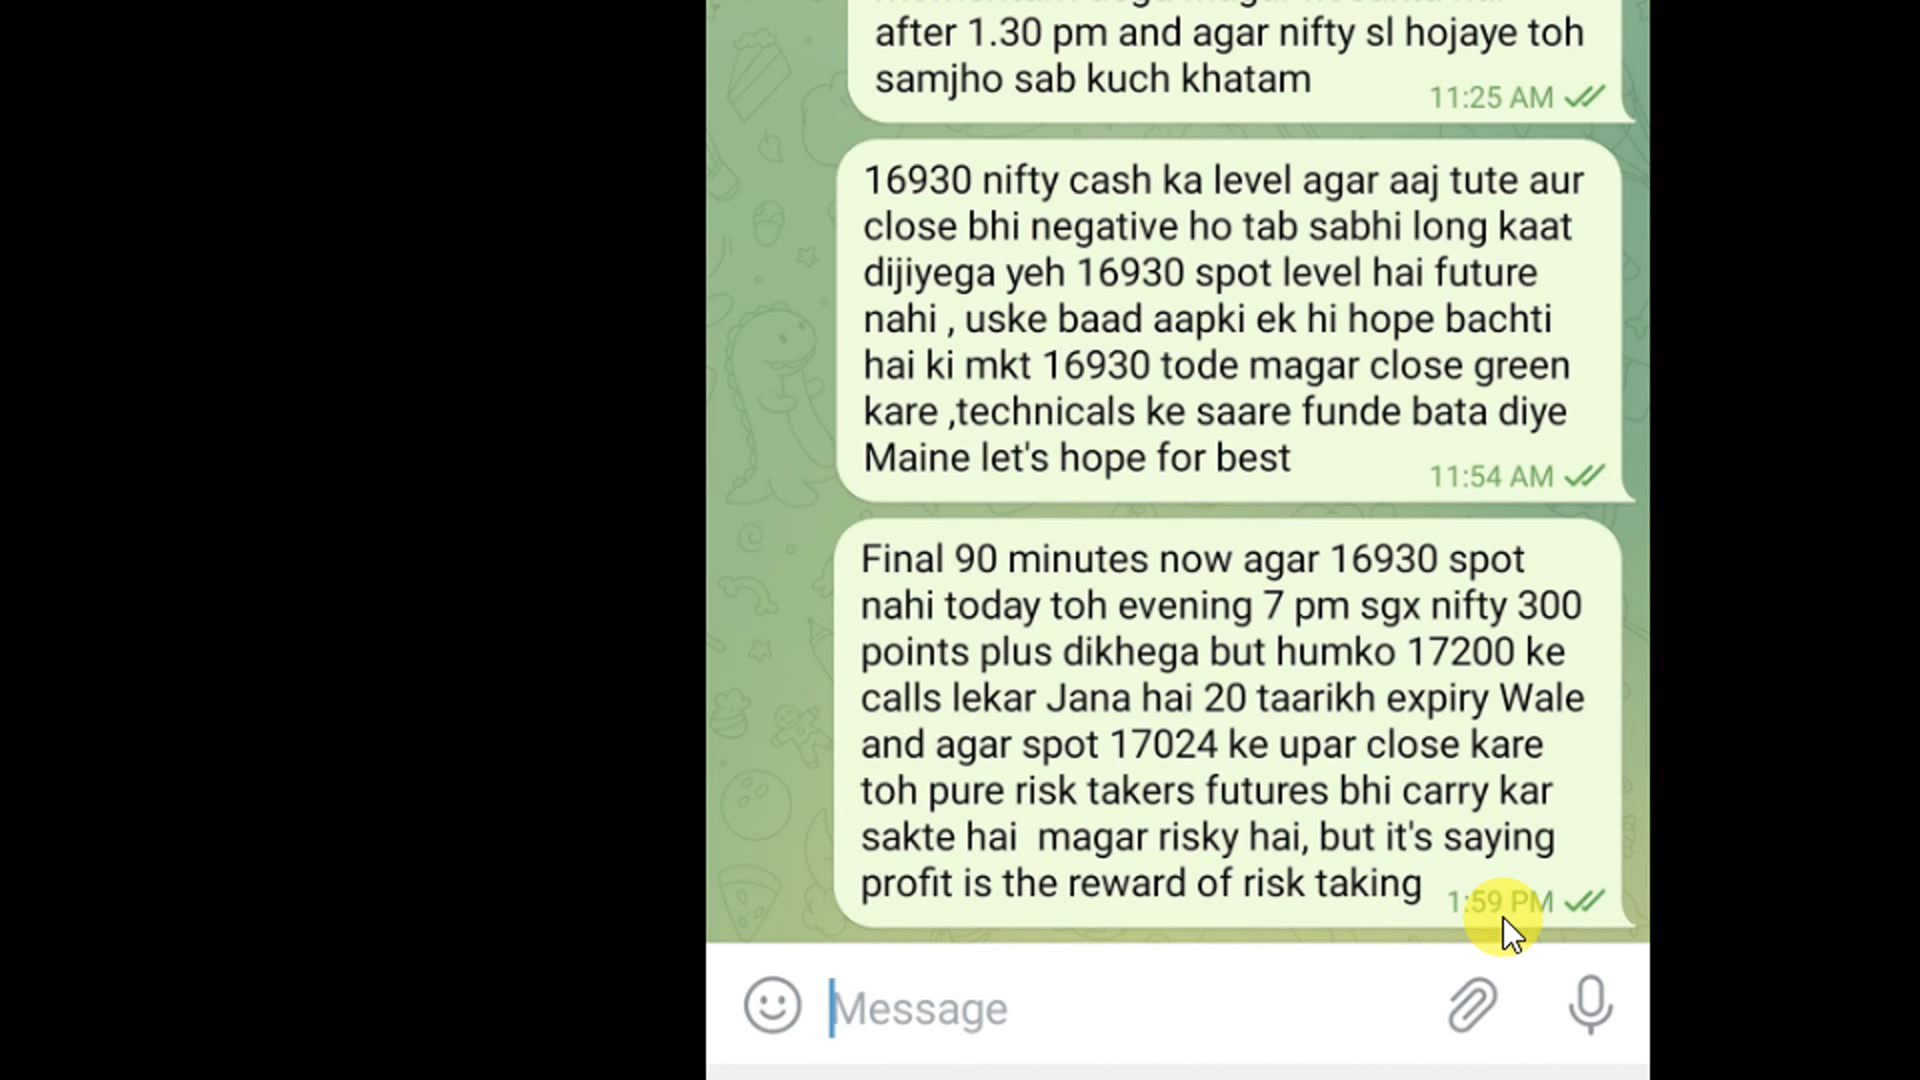 after 1.30 pm and agar nifty sl hojaye toh
samjho sab kuch khatam
11:25 AM
16930 nifty cash ka level agar aaj tute aur
close bhi negative ho tab sabhi long kaat
dijiyega yeh 16930 spot level hai future
nahi , uske baad aapki ek hi hope bachti
hai ki mkt 16930 tode magar close green
kare ,technicals ke saare funde bata diye
Maine let's hope for best
11:54 AM
Final 90 minutes now agar 16930 spot
nahi today toh evening 7 pm sgx nifty 300
points plus dikhega but humko 17200 ke
calls lekar Jana hai 20 taarikh expiry Wale
and agar spot 17024 ke upar close kare
toh pure risk takers futures bhi carry kar
sakte hai  magar risky hai, but it's saying
profit is the reward of risk taking
1:59 PM
Message